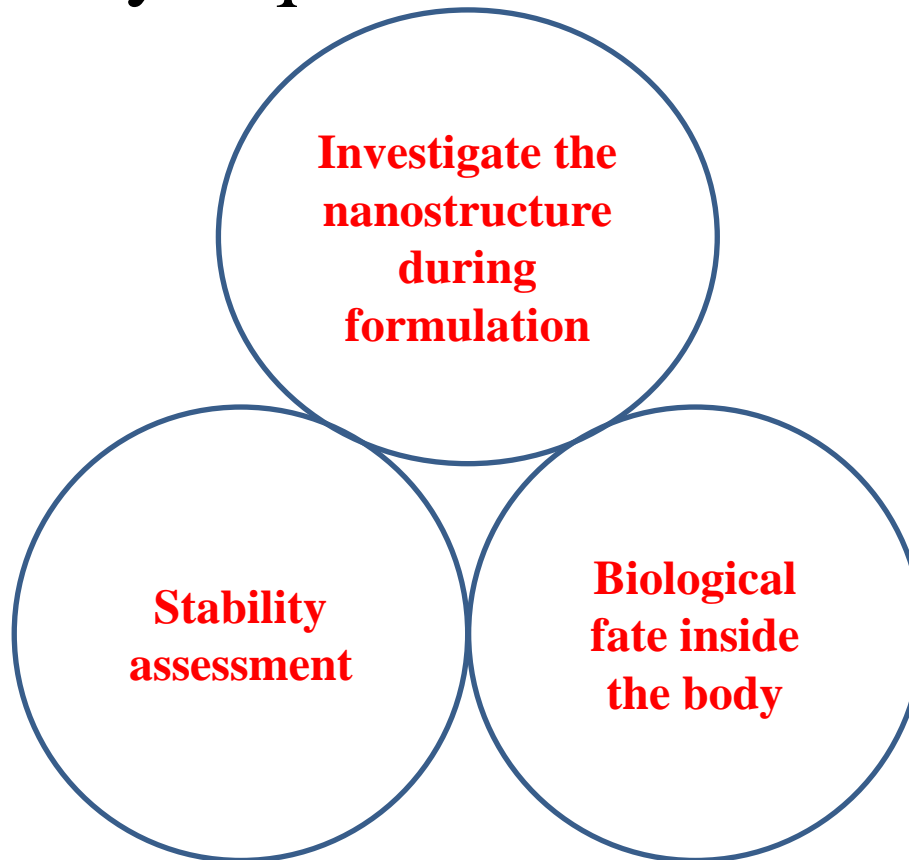 Investigate the
nanostructure
during
formulation
Stability
assessment
Biological
fate inside
the body